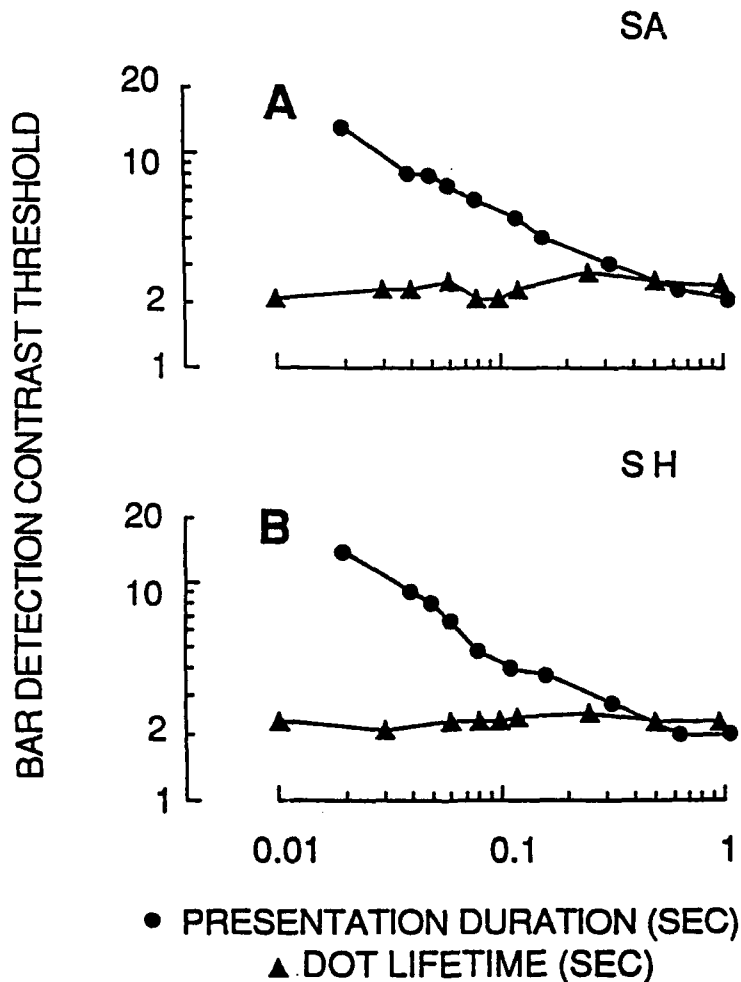 SA
A
20
10
2
1
BAR DETECTION CONTRAST THRESHOLD
SH
B
20
10
2
1
0.01 0.1 1
● PRESENTATION DURATION (SEC)
▲ DOT LIFETIME (SEC)